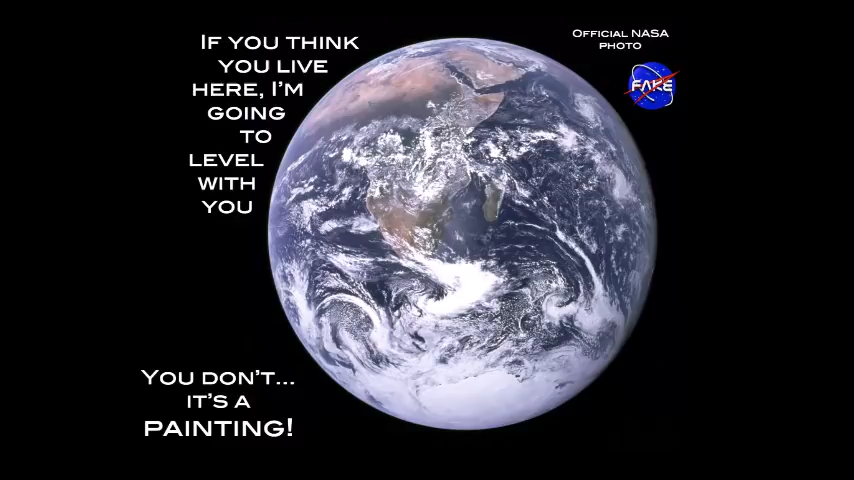 If you think
you live
here, I'm
going
to
level
with
you
Official NASA
photo
FAKE
You don't...
it's a
painting!